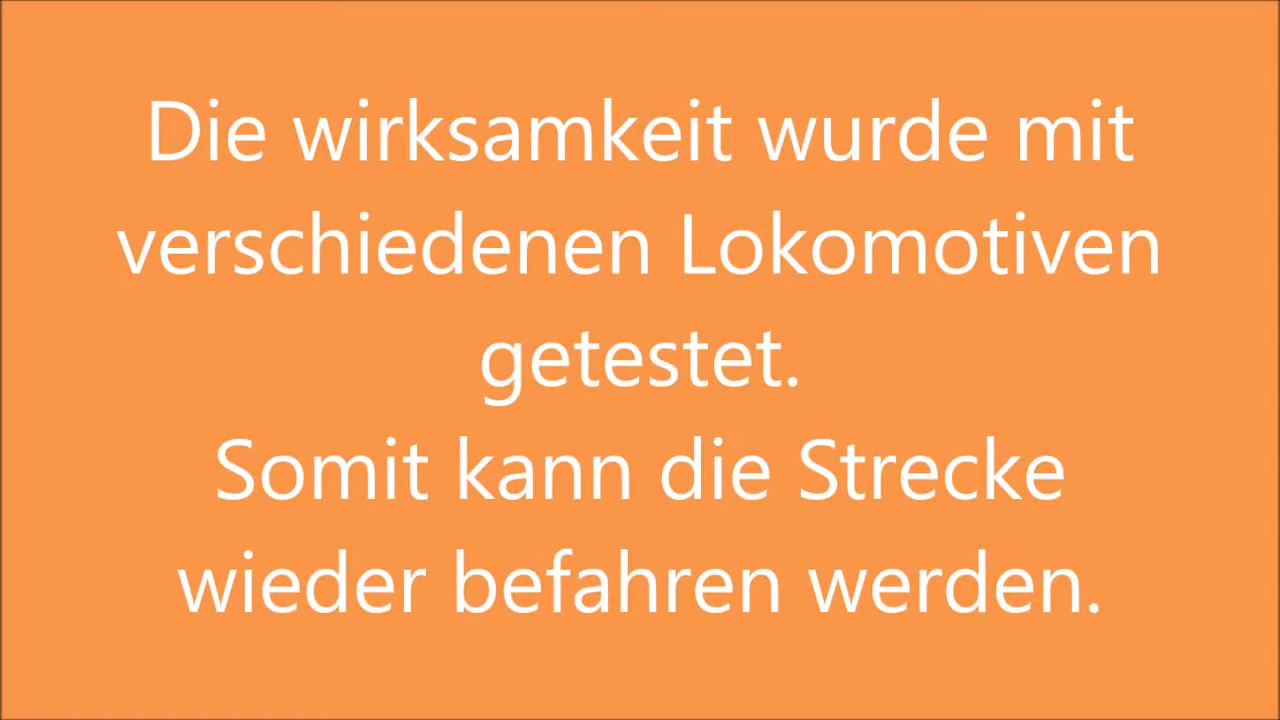 Die wirksamkeit wurde mit
verschiedenen Lokomotiven
getestet.
Somit kann die Strecke
wieder befahren werden.